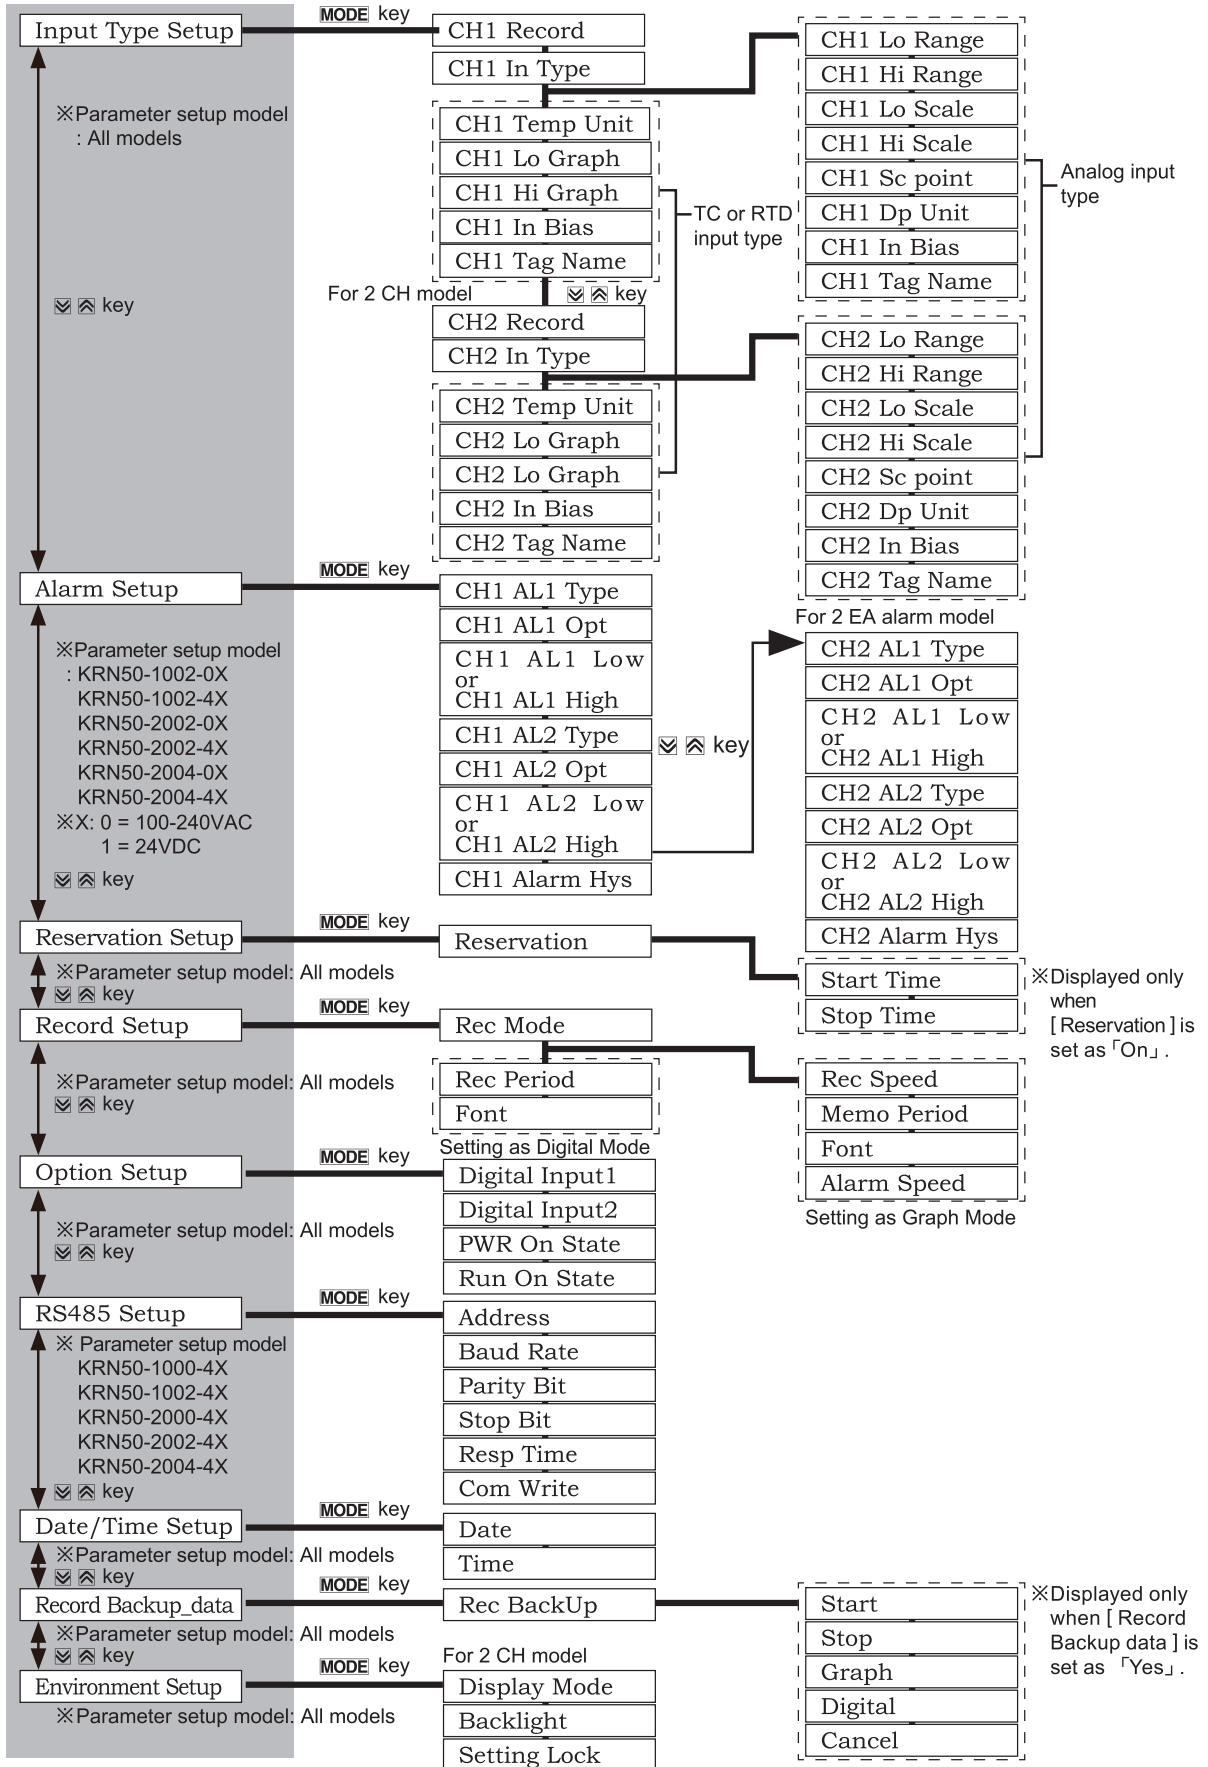 Input Type Setup
MODE key
※Parameter setup model
: All models
key
CH1 Record
CH1 In Type
CH1 Temp Unit
CH1 Lo Graph
CH1 Hi Graph
CH1 In Bias
CH1 Tag Name
TC or RTD
input type
For 2 CH model
key
CH2 Record
CH2 In Type
CH2 Temp Unit
CH2 Lo Graph
CH2 Lo Graph
CH2 In Bias
CH2 Tag Name
CH1 Lo Range
CH1 Hi Range
CH1 Lo Scale
CH1 Hi Scale
CH1 Sc point
CH1 Dp Unit
CH1 In Bias
CH1 Tag Name
Analog input
type
CH2 Lo Range
CH2 Hi Range
CH2 Lo Scale
CH2 Hi Scale
CH2 Sc point
CH2 Dp Unit
CH2 In Bias
CH2 Tag Name
Alarm Setup
MODE key
※Parameter setup model
: KRN50-1002-0X
KRN50-1002-4X
KRN50-2002-0X
KRN50-2002-4X
KRN50-2004-0X
KRN50-2004-4X
※X: 0 = 100-240VAC
1 = 24VDC
key
CH1 AL1 Type
CH1 AL1 Opt
CH1 AL1 Low
or
CH1 AL1 High
CH1 AL2 Type
CH1 AL2 Opt
CH1 AL2 Low
or
CH1 AL2 High
CH1 Alarm Hys
key
For 2 EA alarm model
CH2 AL1 Type
CH2 AL1 Opt
CH2 AL1 Low
or
CH2 AL1 High
CH2 AL2 Type
CH2 AL2 Opt
CH2 AL2 Low
or
CH2 AL2 High
CH2 Alarm Hys
Reservation Setup
MODE key
※Parameter setup model: All models
key
Reservation
Start Time
Stop Time
※Displayed only
when
[ Reservation ] is
set as「On」.
Record Setup
MODE key
※Parameter setup model: All models
key
Rec Mode
Rec Period
Font
Setting as Digital Mode
Rec Speed
Memo Period
Font
Alarm Speed
Setting as Graph Mode
Option Setup
MODE key
※Parameter setup model: All models
key
Digital Input1
Digital Input2
PWR On State
Run On State
RS485 Setup
MODE key
※ Parameter setup model
KRN50-1000-4X
KRN50-1002-4X
KRN50-2000-4X
KRN50-2002-4X
KRN50-2004-4X
key
Address
Baud Rate
Parity Bit
Stop Bit
Resp Time
Com Write
Date/Time Setup
MODE key
※Parameter setup model: All models
key
Date
Time
Record Backup_data
MODE key
※Parameter setup model: All models
key
Rec BackUp
Start
Stop
Graph
Digital
Cancel
※Displayed only
when [ Record
Backup data ] is
set as 「Yes」.
Environment Setup
MODE key
※Parameter setup model: All models
For 2 CH model
Display Mode
Backlight
Setting Lock